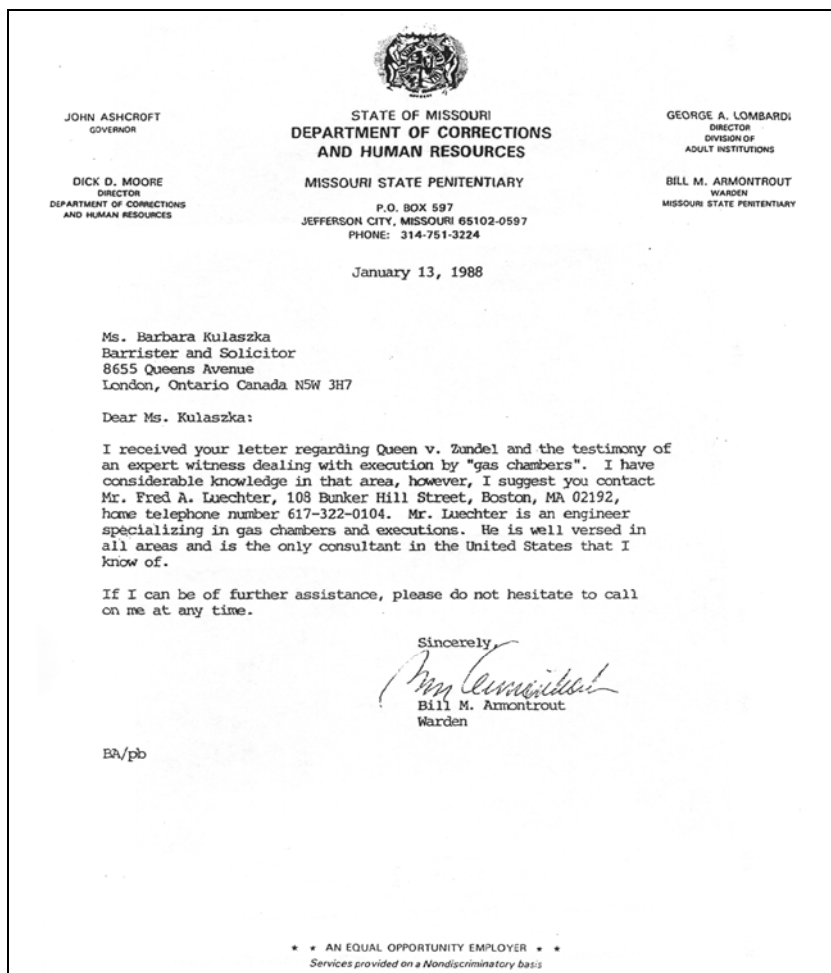 JOHN ASHCROFT
GOVERNOR
DICK D. MOORE
DIRECTOR
DEPARTMENT OF CORRECTIONS
AND HUMAN RESOURCES
STATE OF MISSOURI
DEPARTMENT OF CORRECTIONS
AND HUMAN RESOURCES
MISSOURI STATE PENITENTIARY
P.O. BOX 597
JEFFERSON CITY, MISSOURI 65102-0597
PHONE: 314-751-3224
GEORGE A. LOMBARDI
DIRECTOR
DIVISION OF
ADULT INSTITUTIONS
BILL M. ARMONTROUT
WARDEN
MISSOURI STATE PENITENTIARY
January 13, 1988
Ms. Barbara Kulaszka
Barrister and Solicitor
8655 Queens Avenue
London, Ontario Canada N5W 3H7
Dear Ms. Kulaszka:
I received your letter regarding Queen v. Zundel and the testimony of
an expert witness dealing with execution by "gas chambers". I have
considerable knowledge in that area, however, I suggest you contact
Mr. Fred A. Luechter, 108 Bunker Hill Street, Boston, MA 02192,
home telephone number 617-322-0104. Mr. Luechter is an engineer
specializing in gas chambers and executions. He is well versed in
all areas and is the only consultant in the United States that I
know of.
If I can be of further assistance, please do not hesitate to call
on me at any time.
Sincerely,
Bill M. Armontrout
Warden
BA/pb
★ ★ AN EQUAL OPPORTUNITY EMPLOYER ★ ★
Services provided on a Nondiscriminatory basis